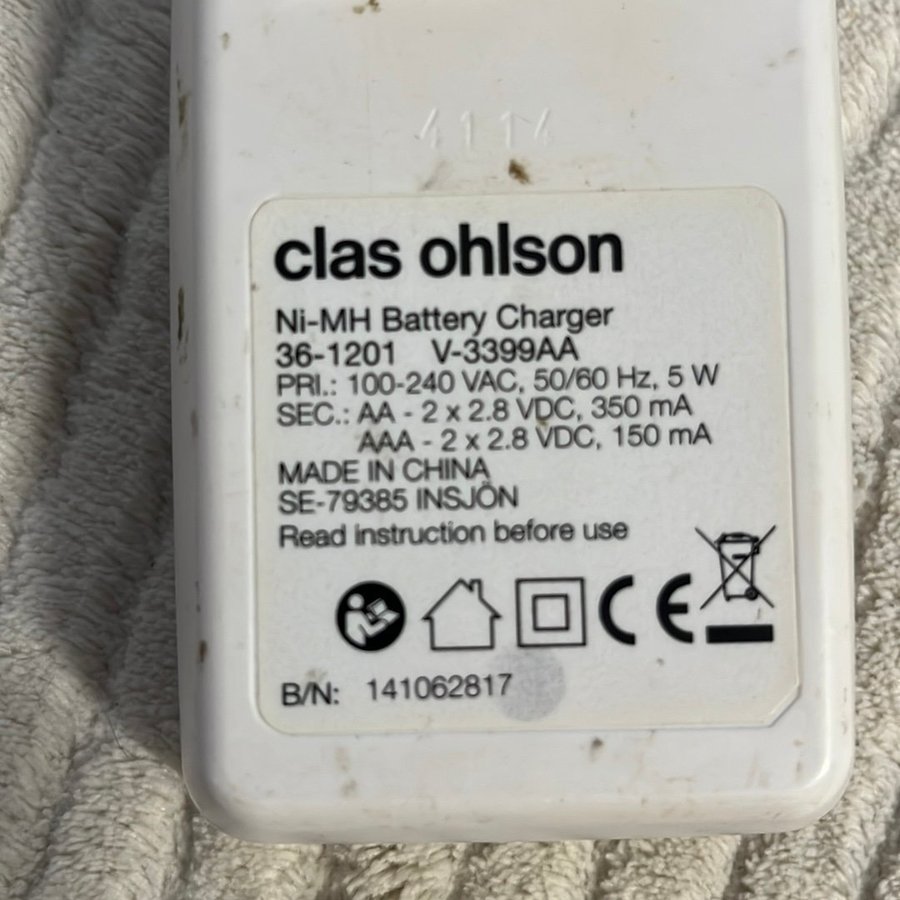 4114
clas ohlson
Ni-MH Battery Charger
36-1201 V-3399AA
PRI.: 100-240 VAC, 50/60 Hz, 5 W
SEC.: AA - 2 x 2.8 VDC, 350 mA
AAA - 2 x 2.8 VDC, 150 mA
MADE IN CHINA
SE-79385 INSJÖN
Read instruction before use
CE
B/N: 141062817